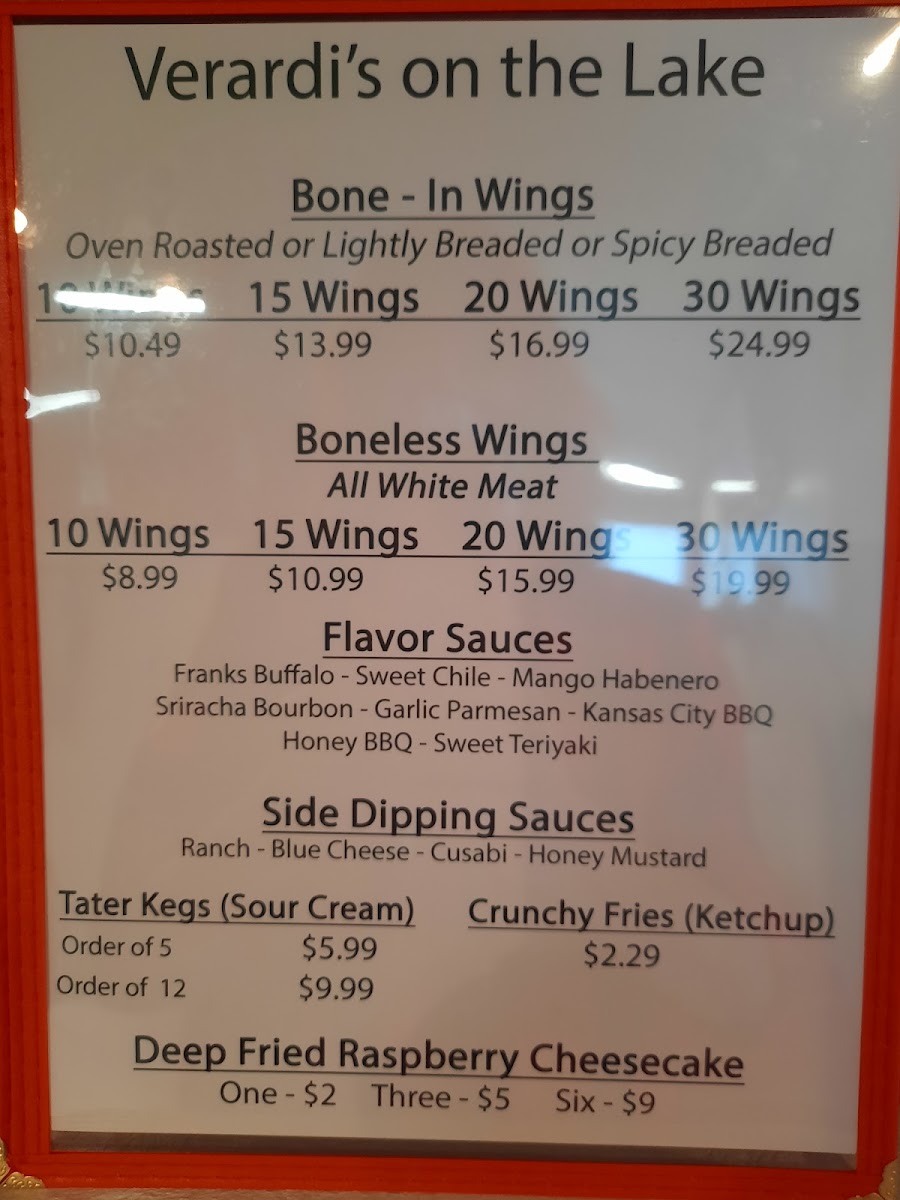 Verardi's on the Lake
Bone - In Wings
Oven Roasted or Lightly Breaded or Spicy Breaded
10 Wings 15 Wings 20 Wings 30 Wings
$10.49 $13.99 $16.99 $24.99
Boneless Wings
All White Meat
10 Wings 15 Wings 20 Wings 30 Wings
$8.99 $10.99 $15.99 $19.99
Flavor Sauces
Franks Buffalo - Sweet Chile - Mango Habenero
Sriracha Bourbon - Garlic Parmesan - Kansas City BBQ
Honey BBQ - Sweet Teriyaki
Side Dipping Sauces
Ranch - Blue Cheese - Cusabi - Honey Mustard
Tater Kegs (Sour Cream) Crunchy Fries (Ketchup)
Order of 5 $5.99 $2.29
Order of 12 $9.99
Deep Fried Raspberry Cheesecake
One - $2 Three - $5 Six - $9